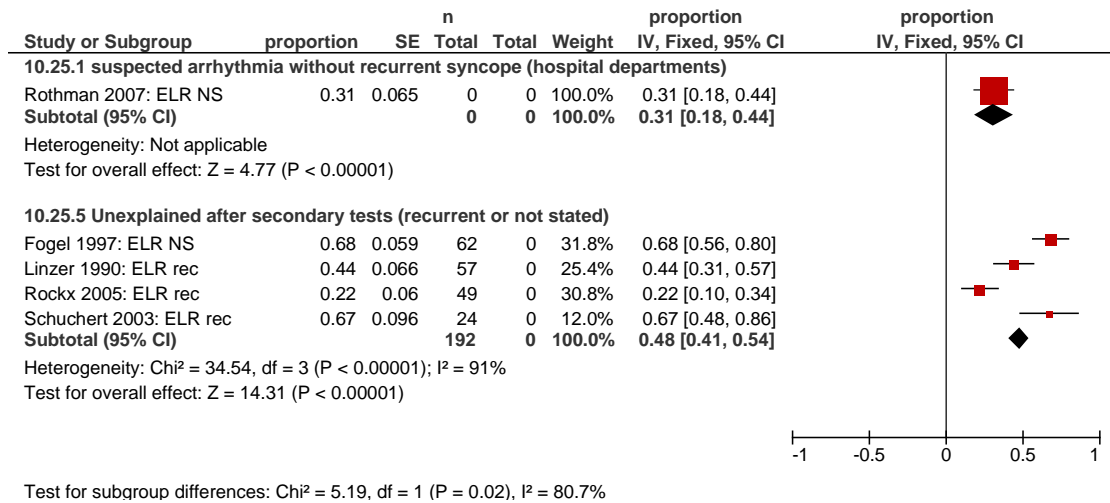 n proportion proportion
Study or Subgroup proportion SE Total Total Weight IV, Fixed, 95% CI IV, Fixed, 95% CI
10.25.1 suspected arrhythmia without recurrent syncope (hospital departments)
Rothman 2007: ELR NS 0.31 0.065 0 0 100.0% 0.31 [0.18, 0.44]
Subtotal (95% CI) 0 0 100.0% 0.31 [0.18, 0.44]
Heterogeneity: Not applicable
Test for overall effect: Z = 4.77 (P < 0.00001)
10.25.5 Unexplained after secondary tests (recurrent or not stated)
Fogel 1997: ELR NS 0.68 0.059 62 0 31.8% 0.68 [0.56, 0.80]
Linzer 1990: ELR rec 0.44 0.066 57 0 25.4% 0.44 [0.31, 0.57]
Rockx 2005: ELR rec 0.22 0.06 49 0 30.8% 0.22 [0.10, 0.34]
Schuchert 2003: ELR rec 0.67 0.096 24 0 12.0% 0.67 [0.48, 0.86]
Subtotal (95% CI) 192 0 100.0% 0.48 [0.41, 0.54]
Heterogeneity: Chi² = 34.54, df = 3 (P < 0.00001); I² = 91%
Test for overall effect: Z = 14.31 (P < 0.00001)
-1 -0.5 0 0.5 1
Test for subgroup differences: Chi² = 5.19, df = 1 (P = 0.02), I² = 80.7%